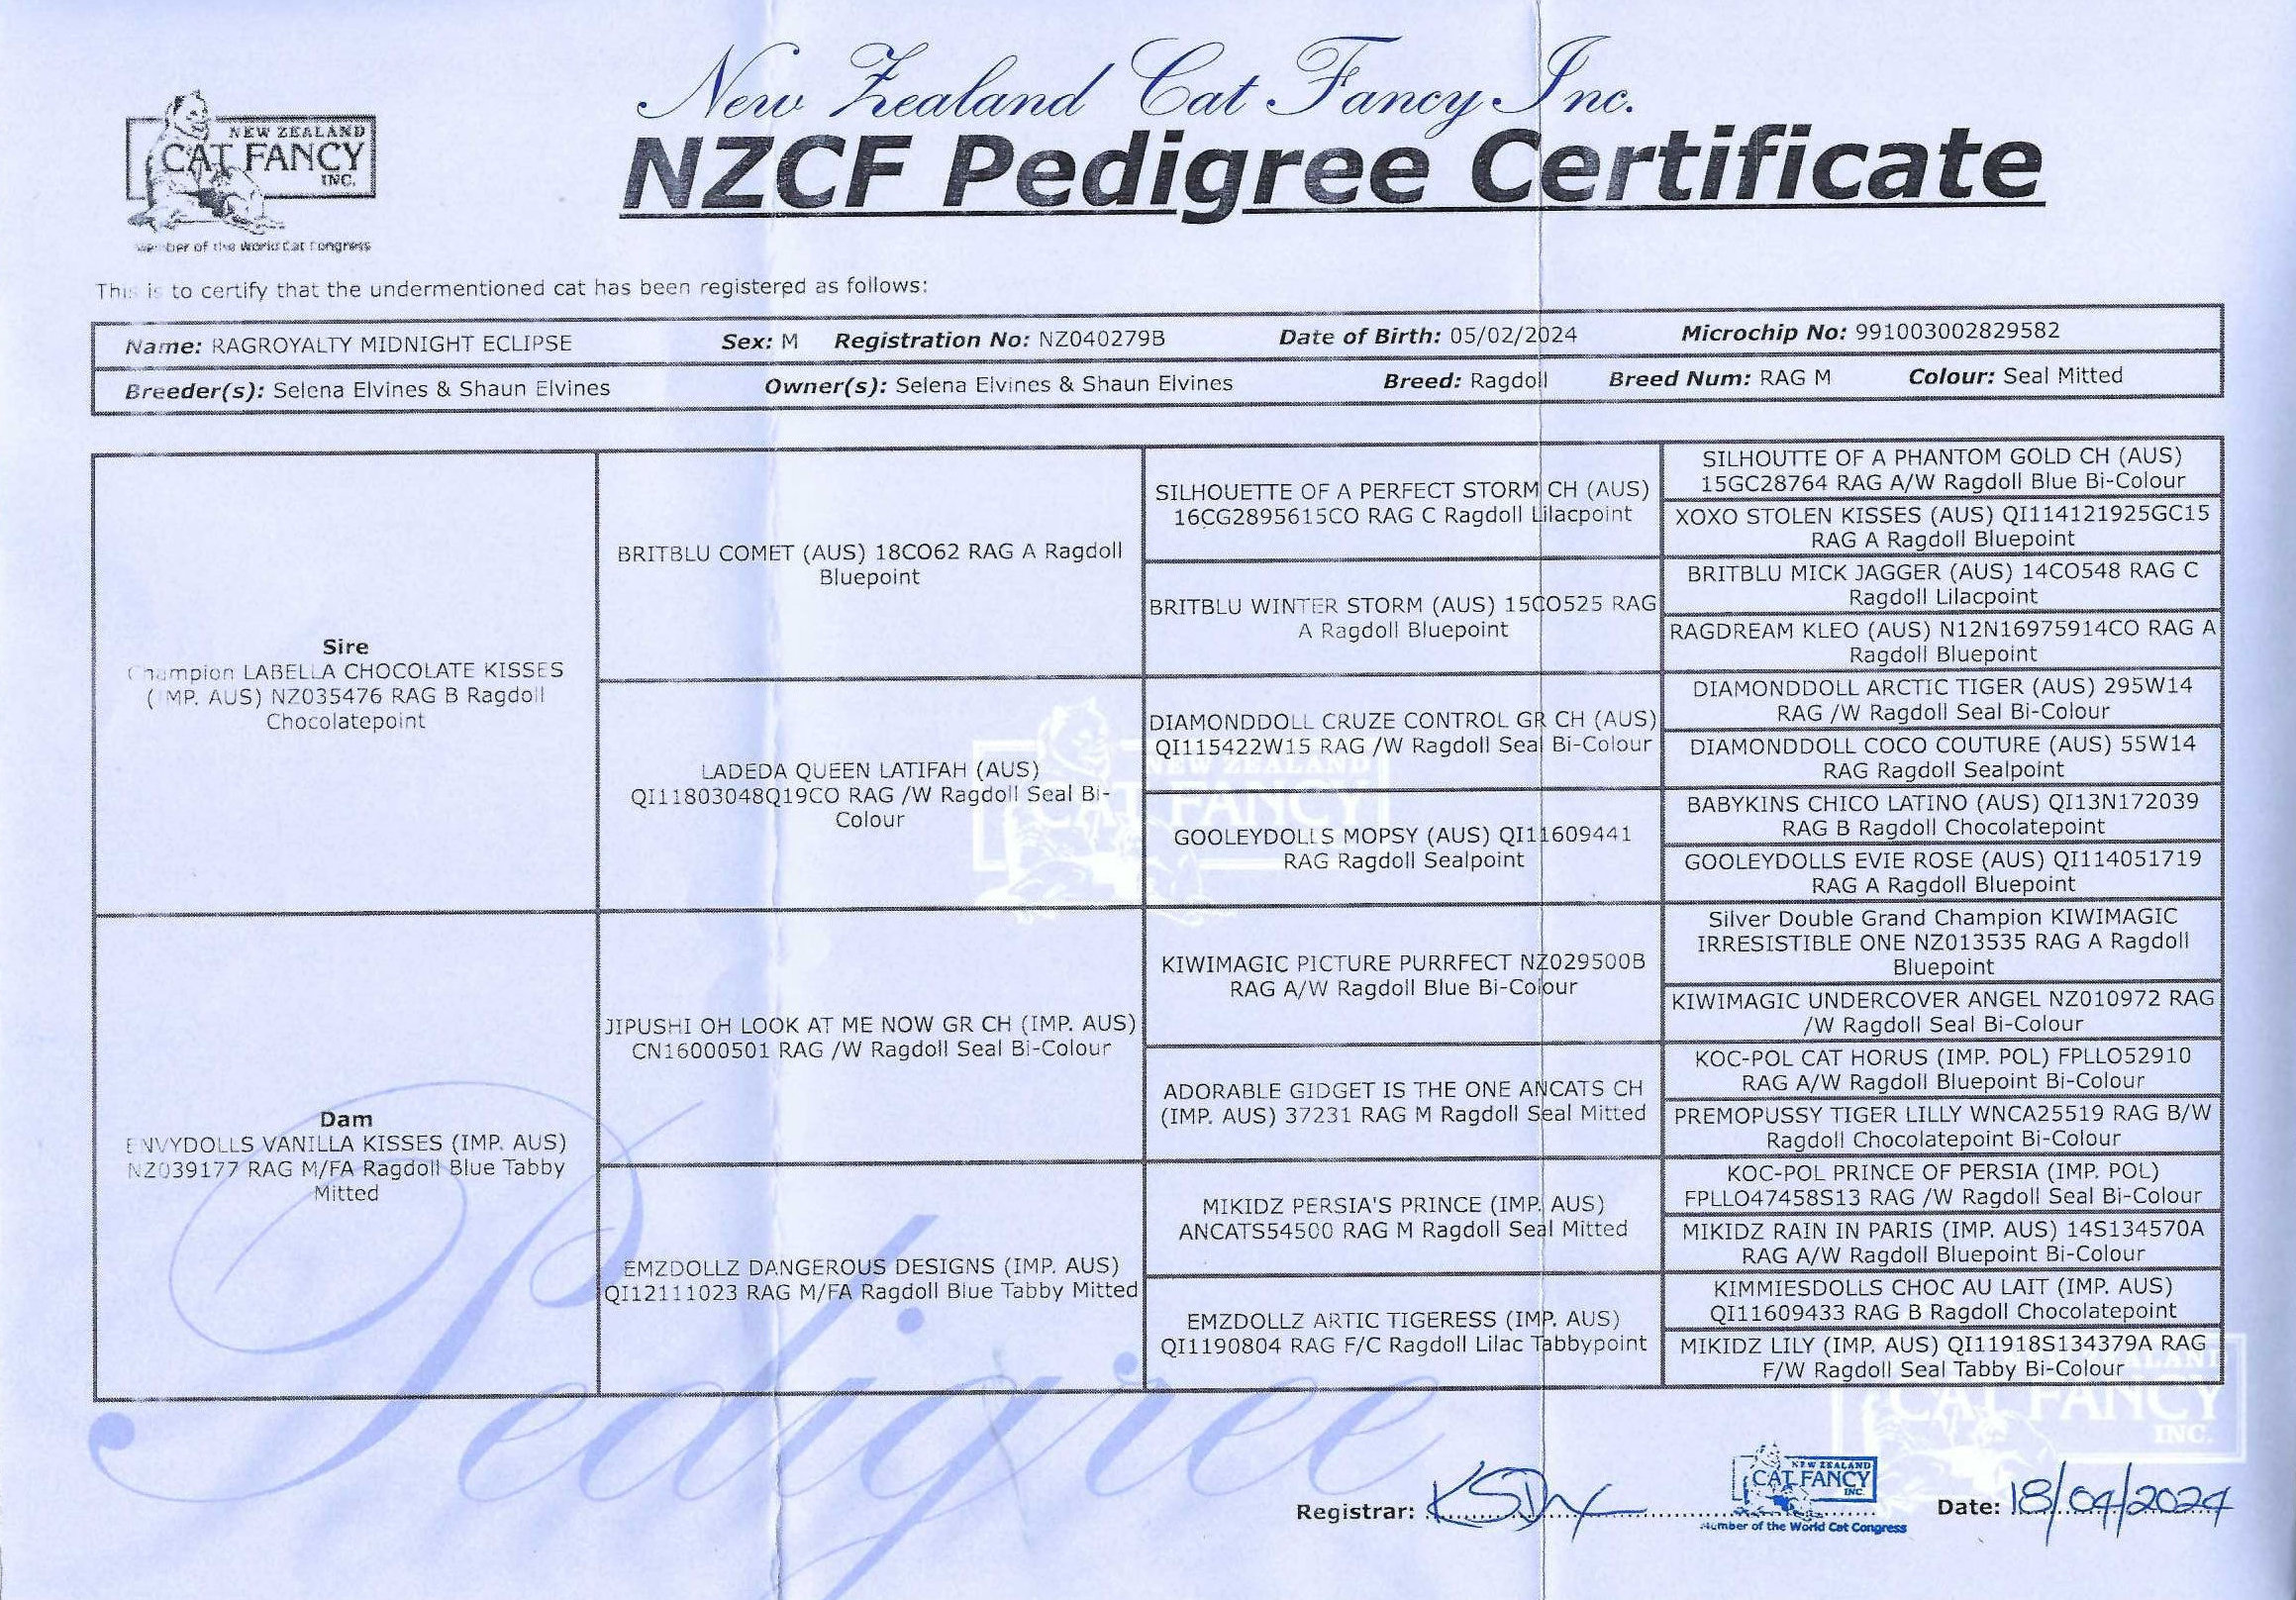 New Zealand Cat Fancy Inc.
NZCF Pedigree Certificate
NEW ZEALAND
CAT FANCY
INC.
Member of the World Cat Congress
This is to certify that the undermentioned cat has been registered as follows:
Name: RAGROYALTY MIDNIGHT ECLIPSE Sex: M Registration No: NZ040279B Date of Birth: 05/02/2024 Microchip No: 991003002829582
Breeder(s): Selena Elvines & Shaun Elvines Owner(s): Selena Elvines & Shaun Elvines Breed: Ragdoll Breed Num: RAG M Colour: Seal Mitted
Sire
Champion LABELLA CHOCOLATE KISSES
(IMP. AUS) NZ035476 RAG B Ragdoll
Chocolatepoint
Dam
ENVYDOLLS VANILLA KISSES (IMP. AUS)
NZ039177 RAG M/FA Ragdoll Blue Tabby
Mitted
BRITBLU COMET (AUS) 18CO62 RAG A Ragdoll
Bluepoint
LADEDA QUEEN LATIFAH (AUS)
QI11803048Q19CO RAG /W Ragdoll Seal Bi-
Colour
JIPUSHI OH LOOK AT ME NOW GR CH (IMP. AUS)
CN16000501 RAG /W Ragdoll Seal Bi-Colour
EMZDOLLZ DANGEROUS DESIGNS (IMP. AUS)
QI12111023 RAG M/FA Ragdoll Blue Tabby Mitted
SILHOUETTE OF A PERFECT STORM CH (AUS)
16CG2895615CO RAG C Ragdoll Lilacpoint
BRITBLU WINTER STORM (AUS) 15CO525 RAG
A Ragdoll Bluepoint
DIAMONDDOLL CRUZE CONTROL GR CH (AUS)
QI115422W15 RAG /W Ragdoll Seal Bi-Colour
GOOLEYDOLLS MOPSY (AUS) QI11609441
RAG Ragdoll Sealpoint
KIWIMAGIC PICTURE PURRFECT NZ029500B
RAG A/W Ragdoll Blue Bi-Colour
ADORABLE GIDGET IS THE ONE ANCATS CH
(IMP. AUS) 37231 RAG M Ragdoll Seal Mitted
MIKIDZ PERSIA'S PRINCE (IMP. AUS)
ANCATS54500 RAG M Ragdoll Seal Mitted
EMZDOLLZ ARTIC TIGERESS (IMP. AUS)
QI1190804 RAG F/C Ragdoll Lilac Tabbypoint
SILHOUTTE OF A PHANTOM GOLD CH (AUS)
15GC28764 RAG A/W Ragdoll Blue Bi-Colour
XOXO STOLEN KISSES (AUS) QI114121925GC15
RAG A Ragdoll Bluepoint
BRITBLU MICK JAGGER (AUS) 14CO548 RAG C
Ragdoll Lilacpoint
RAGDREAM KLEO (AUS) N12N16975914CO RAG A
Ragdoll Bluepoint
DIAMONDDOLL ARCTIC TIGER (AUS) 295W14
RAG /W Ragdoll Seal Bi-Colour
DIAMONDDOLL COCO COUTURE (AUS) 55W14
RAG Ragdoll Sealpoint
BABYKINS CHICO LATINO (AUS) QI13N172039
RAG B Ragdoll Chocolatepoint
GOOLEYDOLLS EVIE ROSE (AUS) QI114051719
RAG A Ragdoll Bluepoint
Silver Double Grand Champion KIWIMAGIC
IRRESISTIBLE ONE NZ013535 RAG A Ragdoll
Bluepoint
KIWIMAGIC UNDERCOVER ANGEL NZ010972 RAG
/W Ragdoll Seal Bi-Colour
KOC-POL CAT HORUS (IMP. POL) FPLLO52910
RAG A/W Ragdoll Bluepoint Bi-Colour
PREMOPUSSY TIGER LILLY WNCA25519 RAG B/W
Ragdoll Chocolatepoint Bi-Colour
KOC-POL PRINCE OF PERSIA (IMP. POL)
FPLLO47458S13 RAG /W Ragdoll Seal Bi-Colour
MIKIDZ RAIN IN PARIS (IMP. AUS) 14S134570A
RAG A/W Ragdoll Bluepoint Bi-Colour
KIMMIESDOLLS CHOC AU LAIT (IMP. AUS)
QI11609433 RAG B Ragdoll Chocolatepoint
MIKIDZ LILY (IMP. AUS) QI11918S134379A RAG
F/W Ragdoll Seal Tabby Bi-Colour
NEW ZEALAND
CAT FANCY
Pedigree
CAT FANCY
INC.
Registrar:
NEW ZEALAND
CAT FANCY
INC.
Member of the World Cat Congress
Date: 18/04/2024